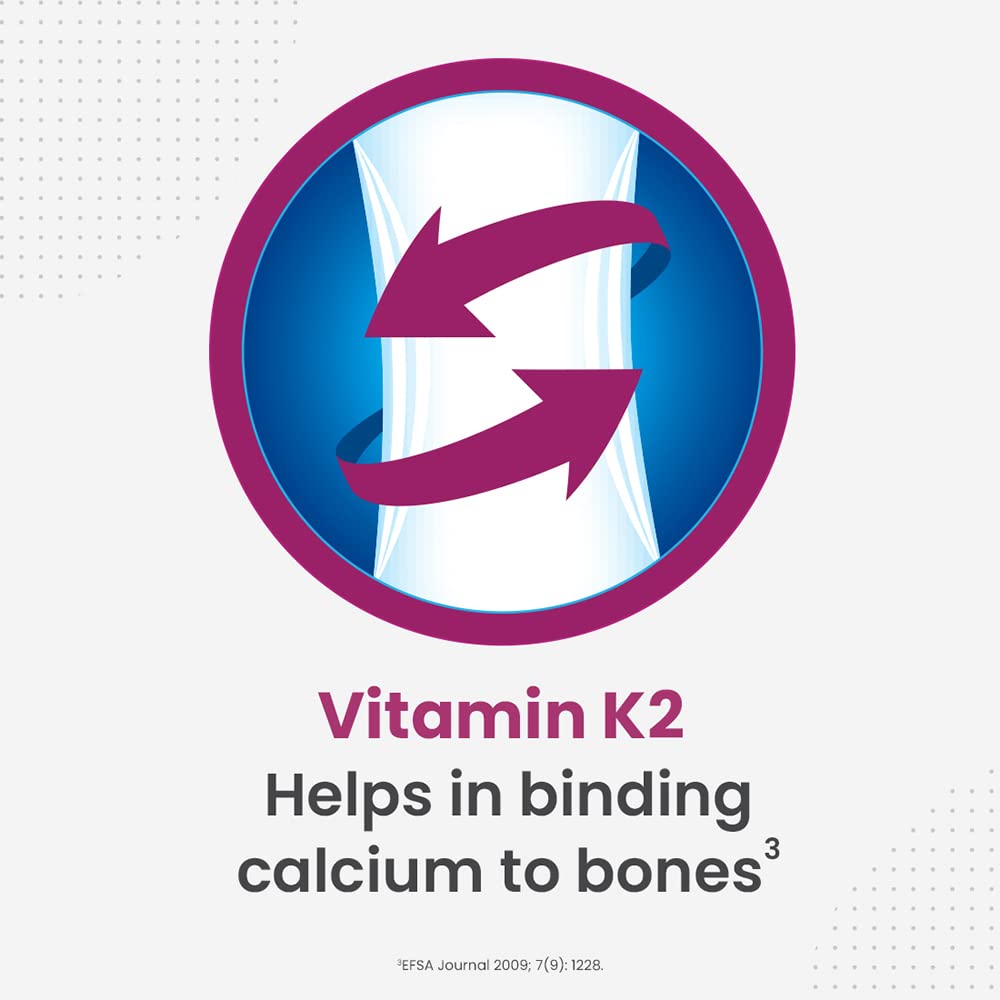 Vitamin K2
Helps in binding
calcium to bones³
³EFSA Journal 2009; 7(9): 1228.